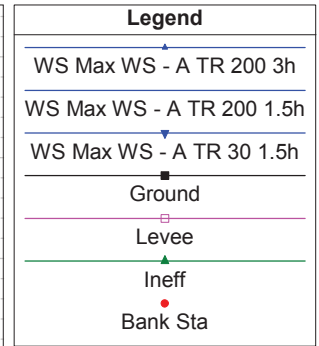 Legend
WS Max WS - A TR 200 3h
WS Max WS - A TR 200 1.5h
WS Max WS - A TR 30 1.5h
Ground
Levee
Ineff
Bank Sta